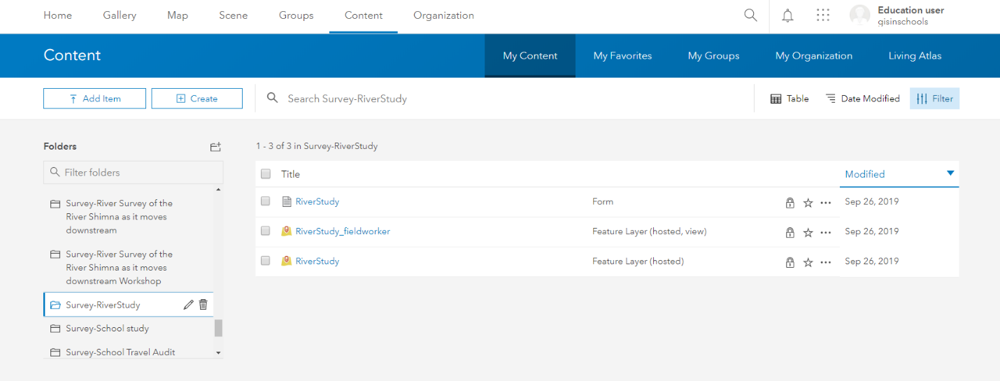 Home Gallery Map Scene Groups Content Organization Education user
gisinschools
Content My Content My Favorites My Groups My Organization Living Atlas
Add Item Create Search Survey-RiverStudy Table Date Modified Filter
Folders 1 - 3 of 3 in Survey-RiverStudy
Filter folders Title Modified
Survey-River Survey of the
River Shimna as it moves
downstream
Survey-River Survey of the
River Shimna as it moves
downstream Workshop
Survey-RiverStudy
Survey-School study
Survey-School Travel Audit
RiverStudy Form Sep 26, 2019
RiverStudy_fieldworker Feature Layer (hosted, view) Sep 26, 2019
RiverStudy Feature Layer (hosted) Sep 26, 2019